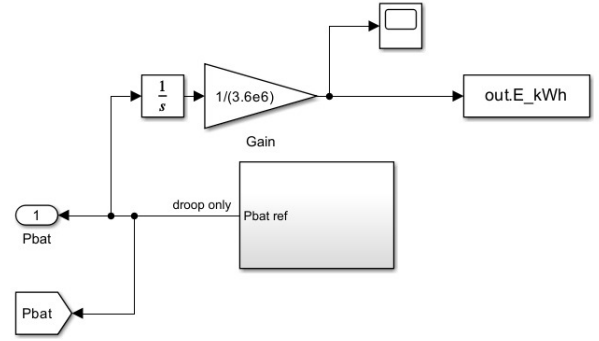 1
s
1/(3.6e6)
out.E_kWh
Gain
droop only
Pbat ref
1
Pbat
Pbat